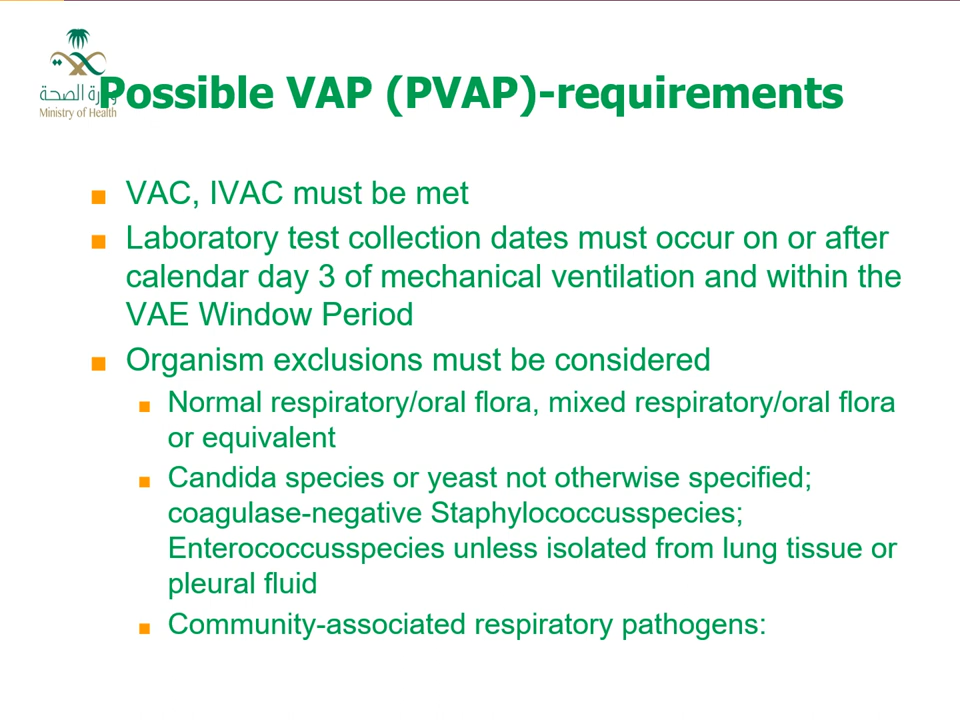 وزارة الصحة
Ministry of Health
Possible VAP (PVAP)-requirements
VAC, IVAC must be met
Laboratory test collection dates must occur on or after
calendar day 3 of mechanical ventilation and within the
VAE Window Period
Organism exclusions must be considered
Normal respiratory/oral flora, mixed respiratory/oral flora
or equivalent
Candida species or yeast not otherwise specified;
coagulase-negative Staphylococcusspecies;
Enterococcusspecies unless isolated from lung tissue or
pleural fluid
Community-associated respiratory pathogens: